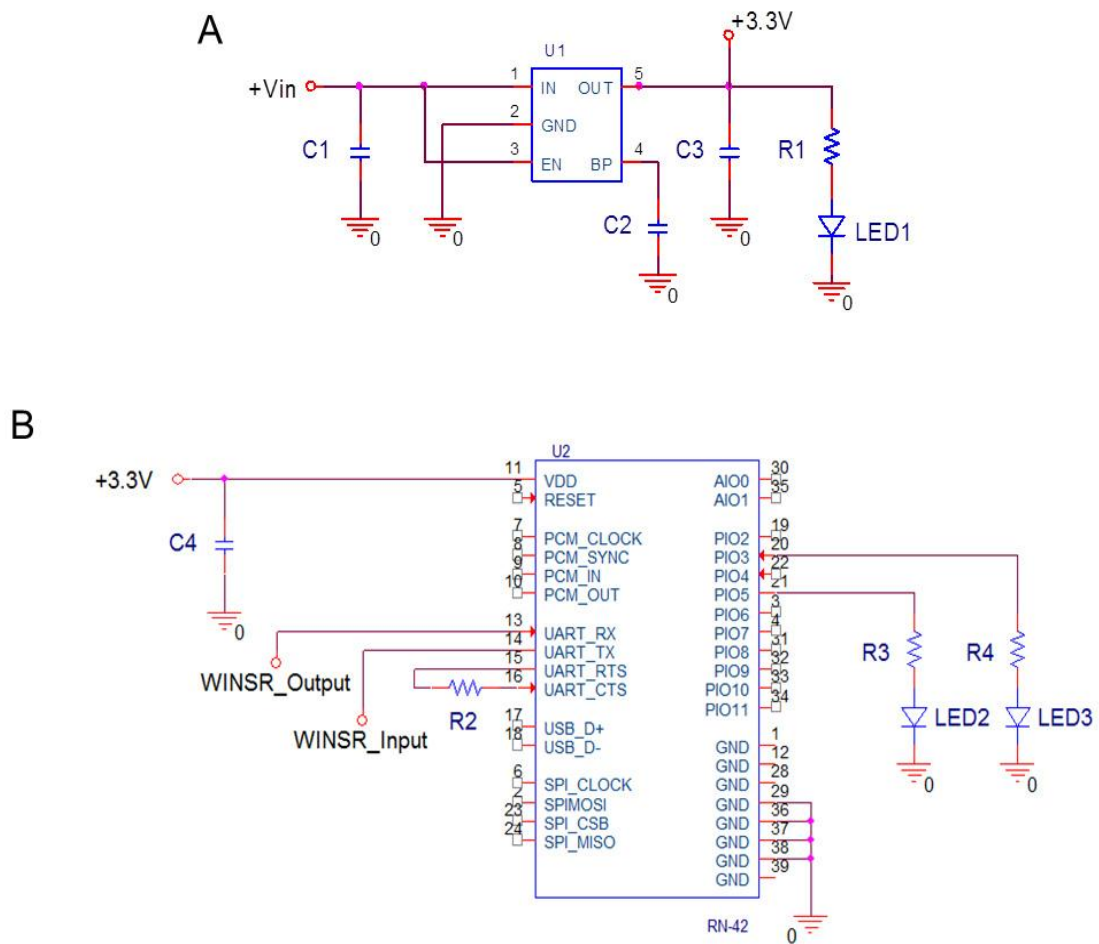 A
+3.3V
U1
+Vin
1 IN OUT 5
2 GND
3 EN BP 4
C1
C2
C3
R1
LED1
0
0
0
0
0
B
U2
+3.3V
C4
0
11 VDD
5 RESET
7 PCM_CLOCK
8 PCM_SYNC
9 PCM_IN
10 PCM_OUT
13 UART_RX
14 UART_TX
15 UART_RTS
16 UART_CTS
WINSR_Output
R2
WINSR_Input
17 USB_D+
18 USB_D-
6 SPI_CLOCK
2 SPIMOSI
23 SPI_CSB
24 SPI_MISO
AIO0 30
AIO1 35
PIO2 19
PIO3 20
PIO4 22
PIO5 21
PIO6 3
PIO7 4
PIO8 31
PIO9 32
PIO10 33
PIO11 34
GND 1
GND 12
GND 28
GND 29
GND 36
GND 37
GND 38
GND 39
R3
R4
LED2
LED3
0
0
RN-42
0